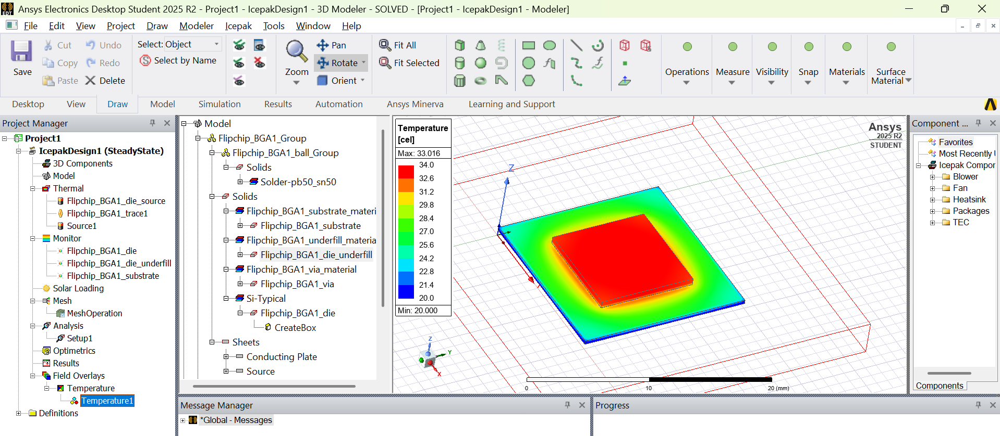 Ansys Electronics Desktop Student 2025 R2 - Project1 - IcepakDesign1 - 3D Modeler - SOLVED - [Project1 - IcepakDesign1 - Modeler]
EDT
File Edit View Project Draw Modeler Icepak Tools Window Help
Save
Cut
Copy
Paste
Undo
Redo
Delete
Select: Object
Select by Name
Zoom
Pan
Rotate
Orient
Fit All
Fit Selected
Operations
Measure
Visibility
Snap
Materials
Surface
Material
Desktop View Draw Model Simulation Results Automation Ansys Minerva Learning and Support
Project Manager
Project1
IcepakDesign1 (SteadyState)
3D Components
Model
Thermal
Flipchip_BGA1_die_source
Flipchip_BGA1_trace1
Source1
Monitor
Flipchip_BGA1_die
Flipchip_BGA1_die_underfill
Flipchip_BGA1_substrate
Solar Loading
Mesh
MeshOperation
Analysis
Setup1
Optimetrics
Results
Field Overlays
Temperature
Temperature1
Definitions
Model
Flipchip_BGA1_Group
Flipchip_BGA1_ball_Group
Solids
Solder-pb50_sn50
Solids
Flipchip_BGA1_substrate_materi
Flipchip_BGA1_substrate
Flipchip_BGA1_underfill_materia
Flipchip_BGA1_die_underfill
Flipchip_BGA1_via_material
Flipchip_BGA1_via
Si-Typical
Flipchip_BGA1_die
CreateBox
Sheets
Conducting Plate
Source
Temperature
[cel]
Max: 33.016
34.0
32.6
31.2
29.8
28.4
27.0
25.6
24.2
22.8
21.4
20.0
Min: 20.000
Ansys
2025 R2
STUDENT
Z
Z
Y
X
0 10 20 (mm)
Component ...
Favorites
Most Recently
Icepak Compor
Blower
Fan
Heatsink
Packages
TEC
Components
Message Manager
*Global - Messages
Progress